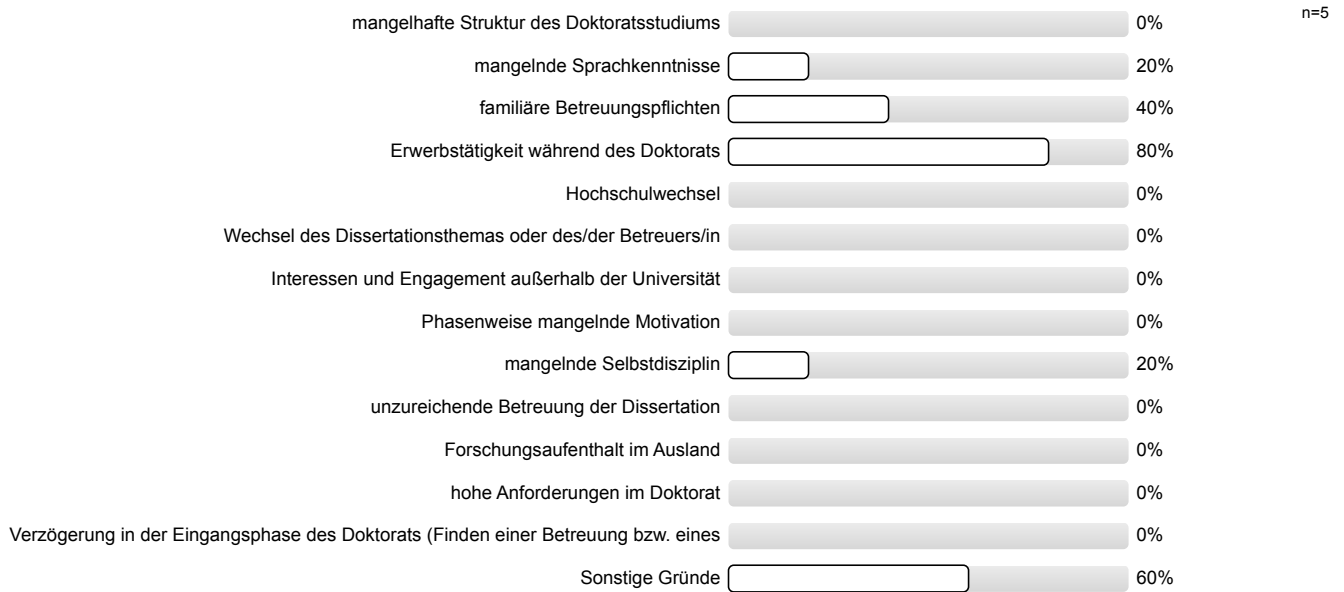 n=5
mangelhafte Struktur des Doktoratsstudiums 0%
mangelnde Sprachkenntnisse 20%
familiäre Betreuungspflichten 40%
Erwerbstätigkeit während des Doktorats 80%
Hochschulwechsel 0%
Wechsel des Dissertationsthemas oder des/der Betreuers/in 0%
Interessen und Engagement außerhalb der Universität 0%
Phasenweise mangelnde Motivation 0%
mangelnde Selbstdisziplin 20%
unzureichende Betreuung der Dissertation 0%
Forschungsaufenthalt im Ausland 0%
hohe Anforderungen im Doktorat 0%
Verzögerung in der Eingangsphase des Doktorats (Finden einer Betreuung bzw. eines 0%
Sonstige Gründe 60%